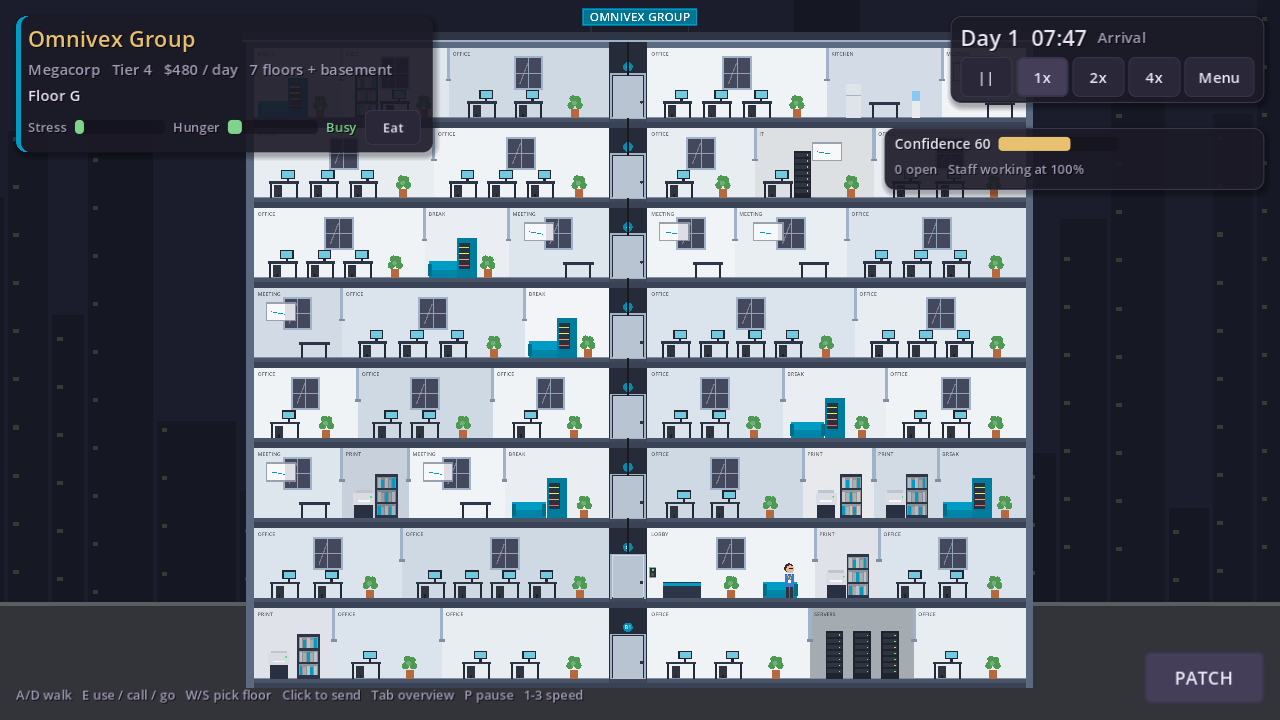 OMNIVEX GROUP
Omnivex Group
Megacorp Tier 4 $480 / day 7 floors + basement
Floor G
Stress Hunger Busy Eat
Day 1 07:47 Arrival
|| 1x 2x 4x Menu
Confidence 60
0 open Staff working at 100%
OFFICE OFFICE KITCHEN
OFFICE OFFICE IT
OFFICE BREAK MEETING MEETING MEETING OFFICE
MEETING OFFICE BREAK OFFICE OFFICE
OFFICE OFFICE OFFICE OFFICE BREAK OFFICE
MEETING PRINT MEETING BREAK OFFICE PRINT PRINT BREAK
OFFICE OFFICE LOBBY PRINT OFFICE
PRINT OFFICE OFFICE B1 OFFICE SERVERS OFFICE
A/D walk E use / call / go W/S pick floor Click to send Tab overview P pause 1-3 speed
PATCH